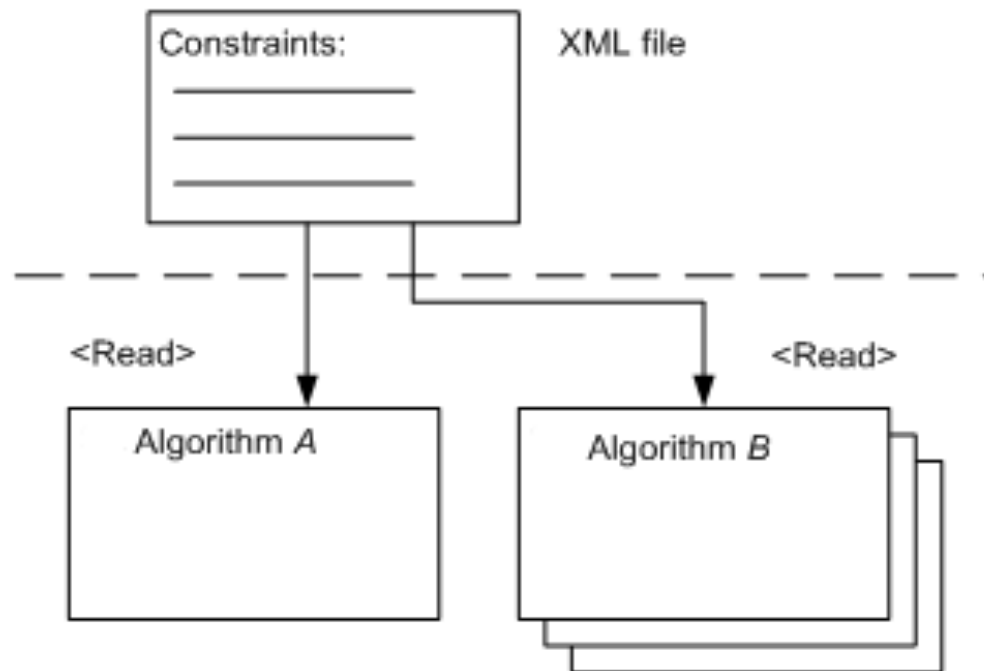 Constraints:
XML file
<Read>
<Read>
Algorithm A
Algorithm B